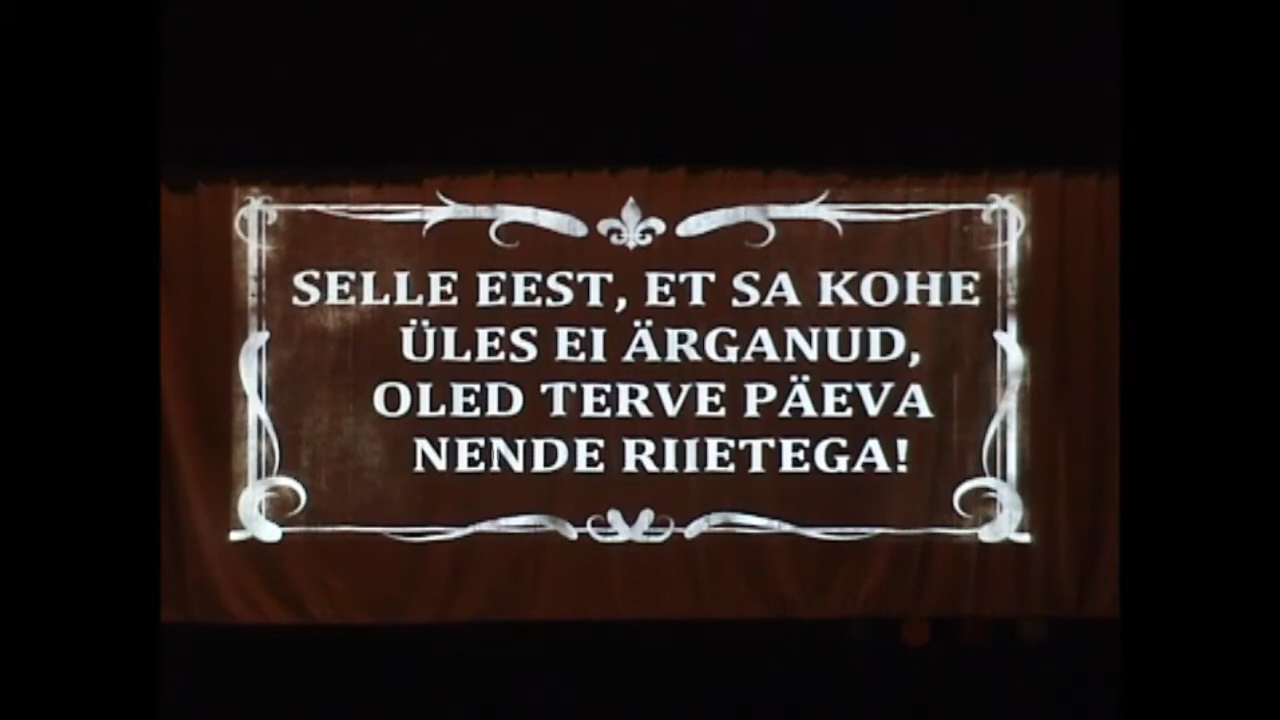 SELLE EEST, ET SA KOHE
ÜLES EI ÄRGANUD,
OLED TERVE PÄEVA
NENDE RIIETEGA!